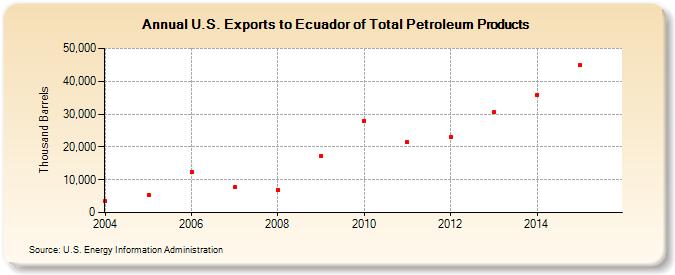 Annual U.S. Exports to Ecuador of Total Petroleum Products
Thousand Barrels
50,000
40,000
30,000
20,000
10,000
0
2004 2006 2008 2010 2012 2014
Source: U.S. Energy Information Administration